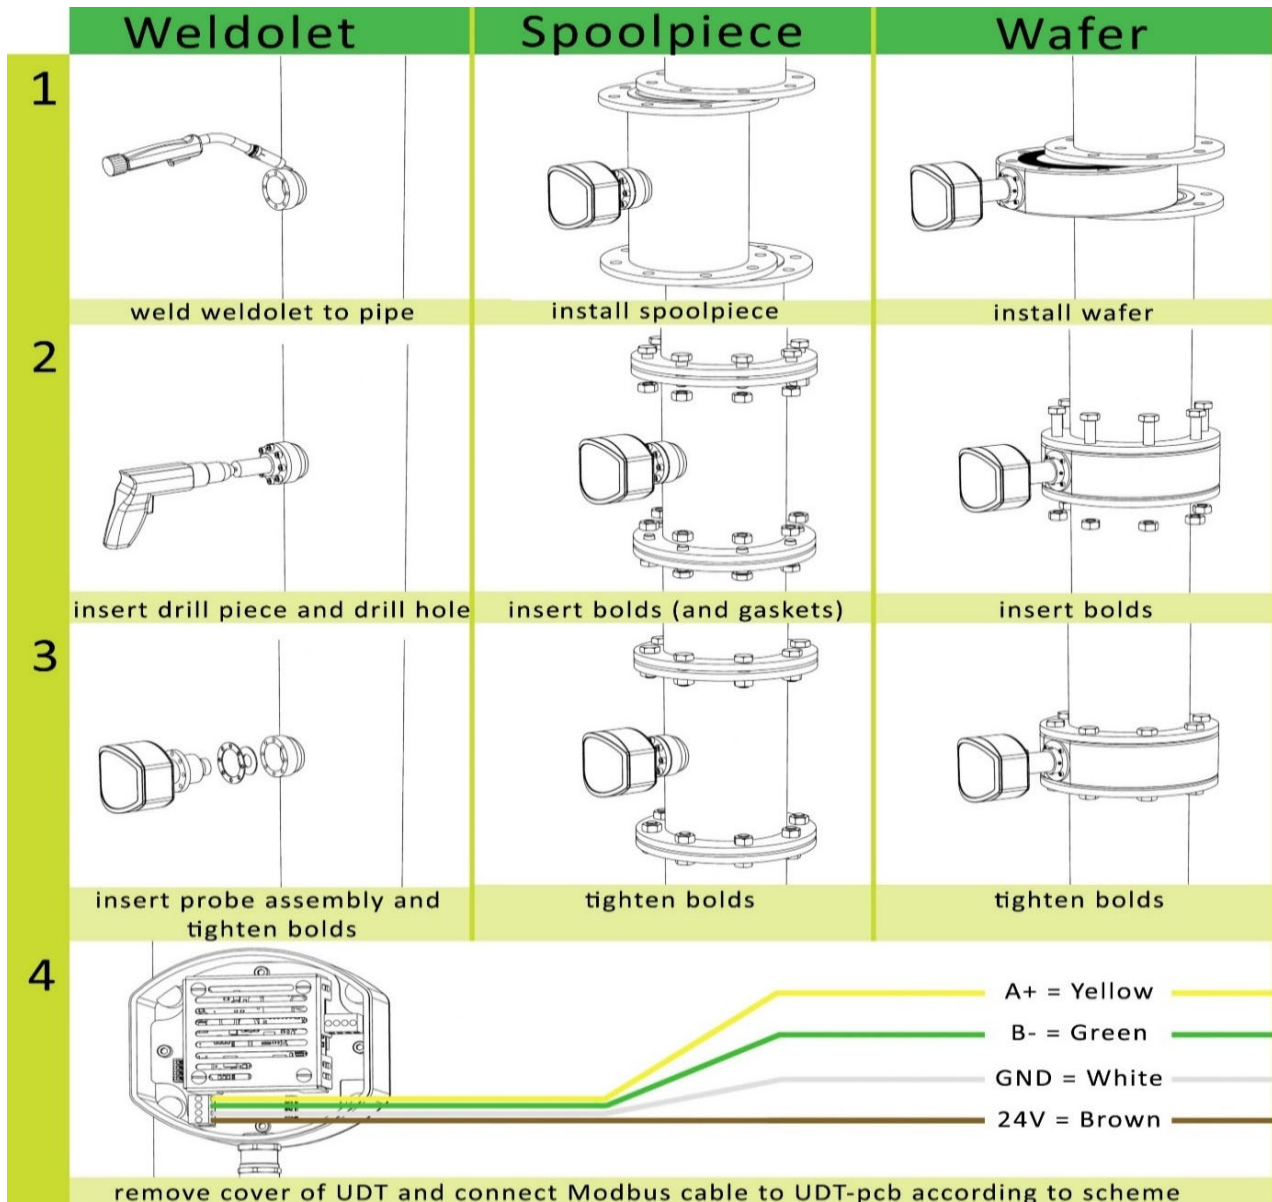 Weldolet
Spoolpiece
Wafer
1
weld weldolet to pipe
install spoolpiece
install wafer
2
insert drill piece and drill hole
insert bolds (and gaskets)
insert bolds
3
insert probe assembly and
tighten bolds
tighten bolds
tighten bolds
4
A+ = Yellow
B- = Green
GND = White
24V = Brown
remove cover of UDT and connect Modbus cable to UDT-pcb according to scheme